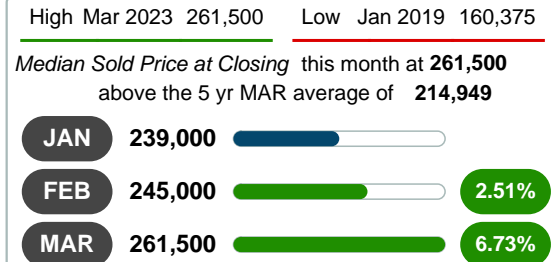 High Mar 2023 261,500 Low Jan 2019 160,375
Median Sold Price at Closing this month at 261,500
above the 5 yr MAR average of 214,949
JAN 239,000
FEB 245,000 2.51%
MAR 261,500 6.73%